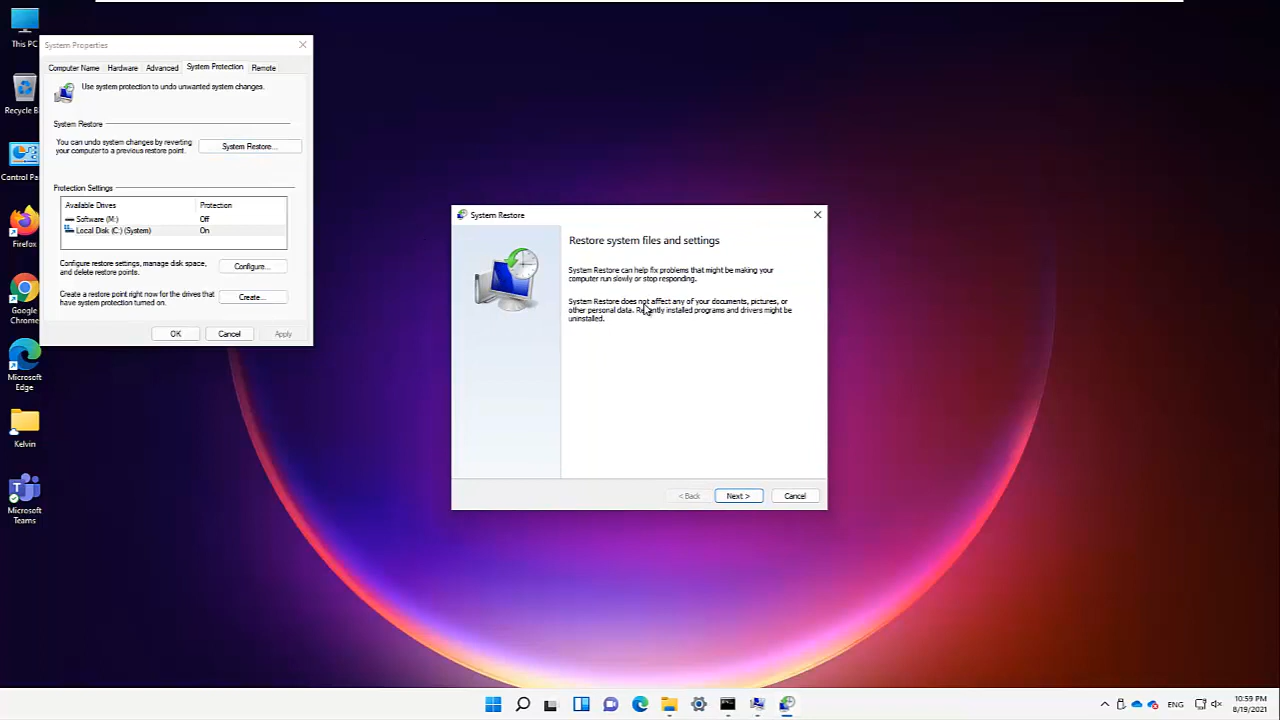 This PC
Recycle B
Control Pa
Firefox
Google
Chrome
Microsoft
Edge
Kelvin
Microsoft
Teams
System Properties
Computer Name
Hardware
Advanced
System Protection
Remote
Use system protection to undo unwanted system changes.
System Restore
You can undo system changes by reverting
your computer to a previous restore point.
System Restore...
Protection Settings
Available Drives
Protection
Software (M:)
Off
Local Disk (C:) (System)
On
Configure restore settings, manage disk space,
and delete restore points.
Configure...
Create a restore point right now for the drives that
have system protection turned on.
Create...
OK
Cancel
Apply
System Restore
Restore system files and settings
System Restore can help fix problems that might be making your
computer run slowly or stop responding.
System Restore does not affect any of your documents, pictures, or
other personal data. Recently installed programs and drivers might be
uninstalled.
< Back
Next >
Cancel
ENG
10:59 PM
8/19/2021